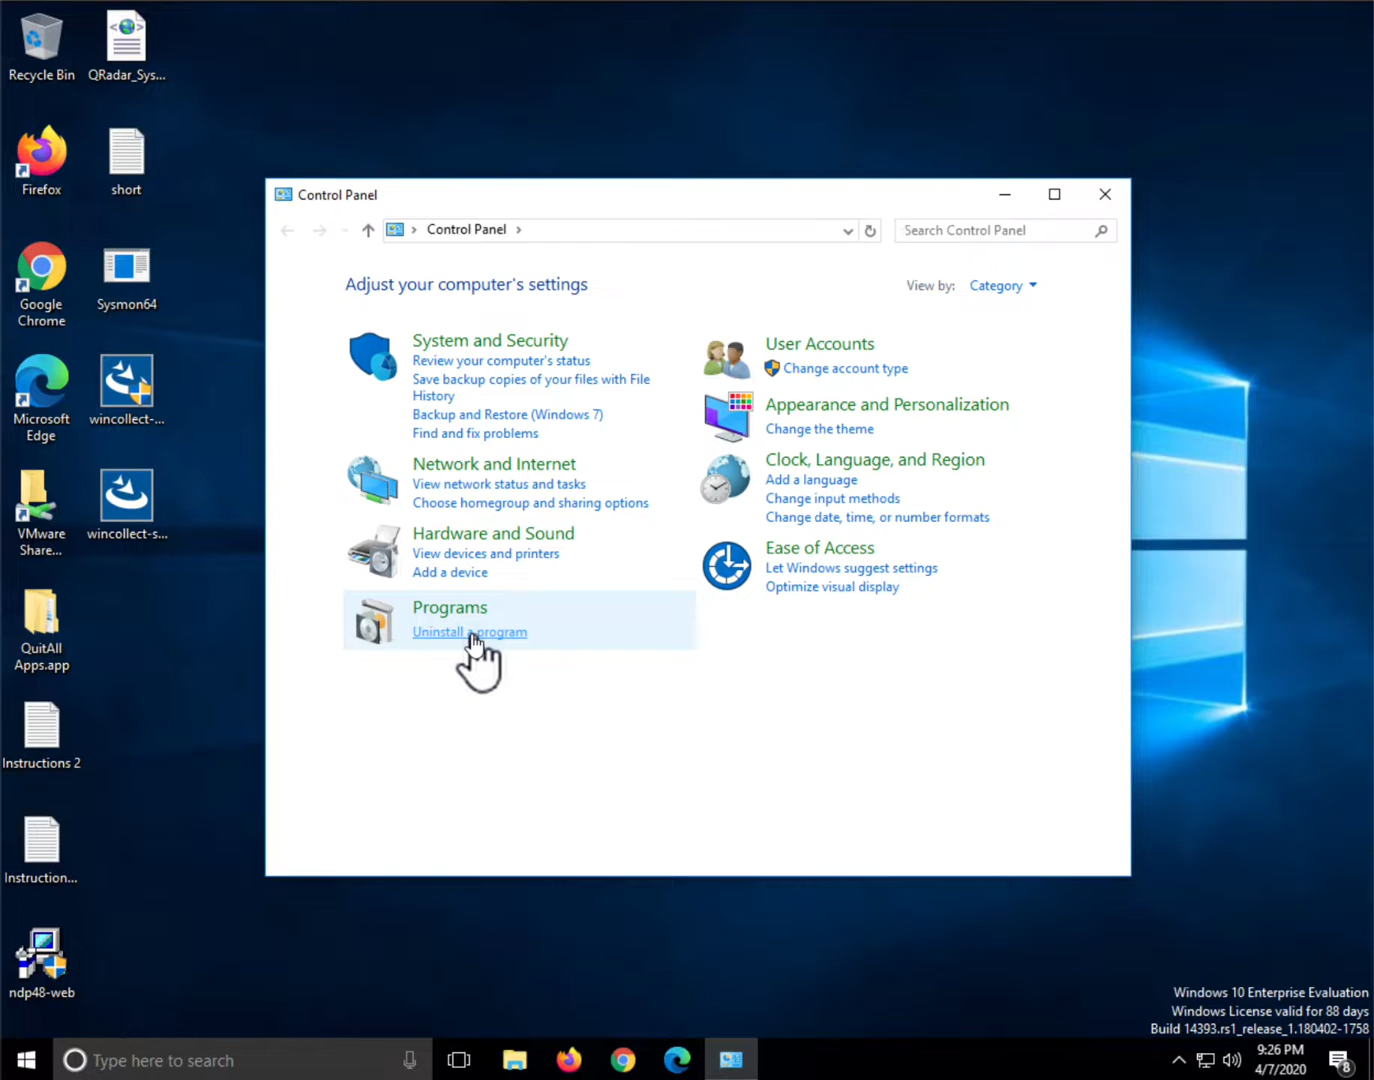 Recycle Bin
QRadar_Sys...
Firefox
short
Google
Chrome
Sysmon64
Microsoft
Edge
wincollect-...
VMware
Share...
wincollect-s...
QuitAll
Apps.app
Instructions 2
Instruction...
ndp48-web
Control Panel
Control Panel
Search Control Panel
Adjust your computer's settings
View by: Category
System and Security
Review your computer's status
Save backup copies of your files with File
History
Backup and Restore (Windows 7)
Find and fix problems
Network and Internet
View network status and tasks
Choose homegroup and sharing options
Hardware and Sound
View devices and printers
Add a device
Programs
Uninstall a program
User Accounts
Change account type
Appearance and Personalization
Change the theme
Clock, Language, and Region
Add a language
Change input methods
Change date, time, or number formats
Ease of Access
Let Windows suggest settings
Optimize visual display
Windows 10 Enterprise Evaluation
Windows License valid for 88 days
Build 14393.rs1_release_1.180402-1758
Type here to search
9:26 PM
4/7/2020
8